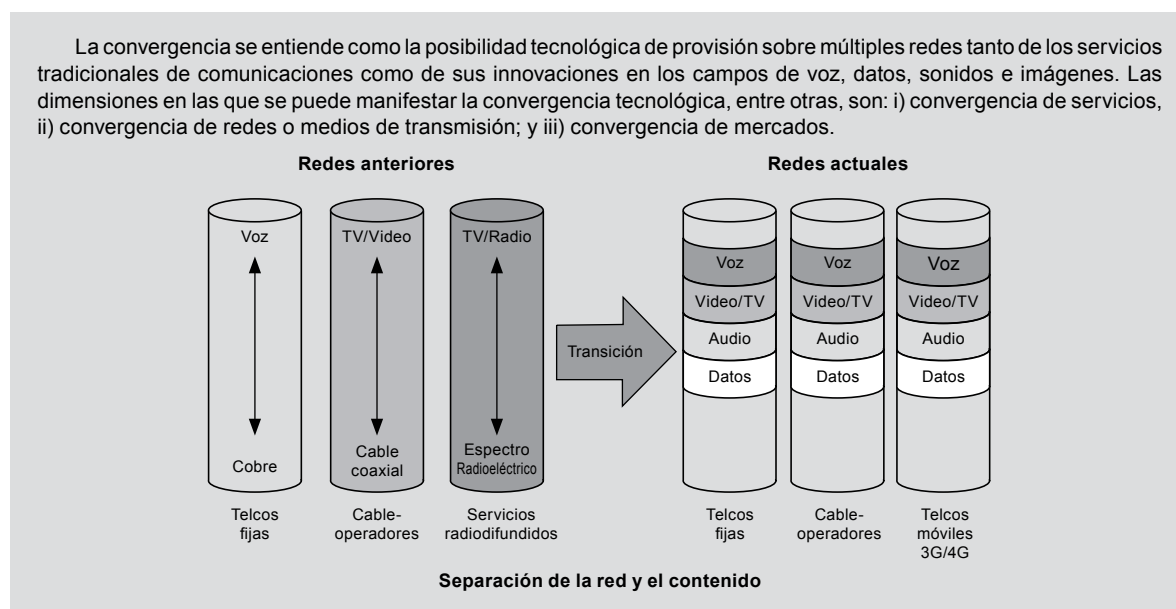 La convergencia se entiende como la posibilidad tecnológica de provisión sobre múltiples redes tanto de los servicios
tradicionales de comunicaciones como de sus innovaciones en los campos de voz, datos, sonidos e imágenes. Las
dimensiones en las que se puede manifestar la convergencia tecnológica, entre otras, son: i) convergencia de servicios,
ii) convergencia de redes o medios de transmisión; y iii) convergencia de mercados.
Redes anteriores
Voz
Cobre
Telcos
fijas
TV/Video
Cable
coaxial
Cable-
operadores
TV/Radio
Espectro
Radioeléctrico
Servicios
radiodifundidos
Transición
Redes actuales
Voz
Video/TV
Audio
Datos
Telcos
fijas
Voz
Video/TV
Audio
Datos
Cable-
operadores
Voz
Video/TV
Audio
Datos
Telcos
móviles
3G/4G
Separación de la red y el contenido